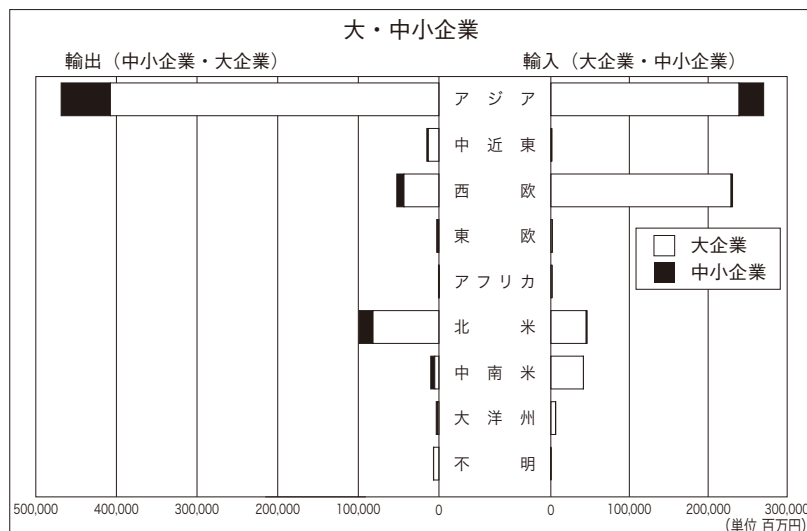 大・中小企業
輸出（中小企業・大企業）
輸入（大企業・中小企業）
アジア
中近東
西欧
東欧
アフリカ
北米
中南米
大洋州
不明
大企業
中小企業
500,000 400,000 300,000 200,000 100,000 0 0 100,000 200,000 300,000
（単位 百万円）